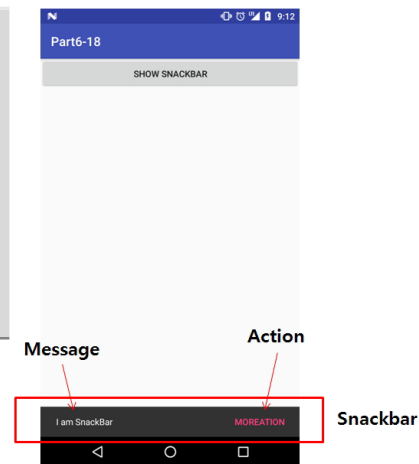 9:12
Part6-18
SHOW SNACKBAR
Message
Action
I am SnackBar
MOREATION
Snackbar